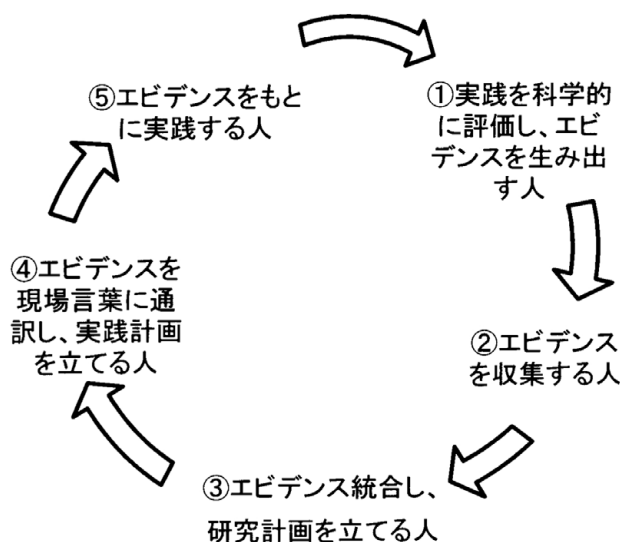 ⑤エビデンスをもと
に実践する人
①実践を科学的
に評価し、エビ
デンスを生み出
す人
④エビデンスを
現場言葉に通
訳し、実践計画
を立てる人
②エビデンス
を収集する人
③エビデンス統合し、
研究計画を立てる人